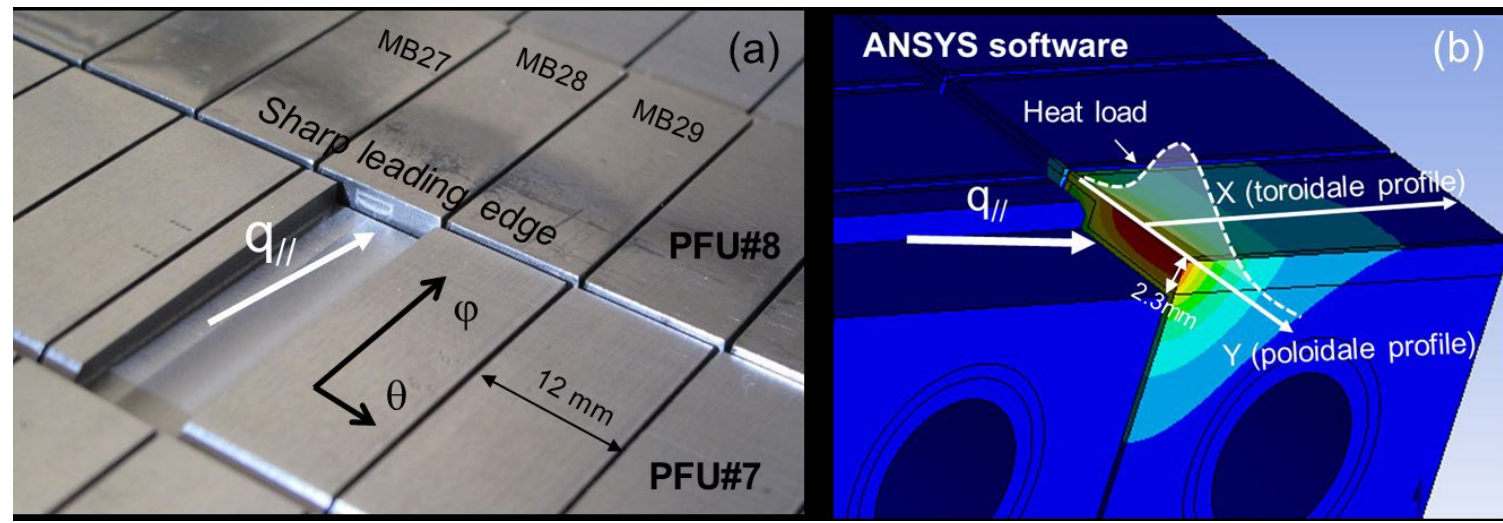 (a)
MB27
MB28
MB29
Sharp leading edge
q//
PFU#8
φ
θ
12 mm
PFU#7
ANSYS software
(b)
Heat load
X (toroidale profile)
q//
2.3mm
Y (poloidale profile)